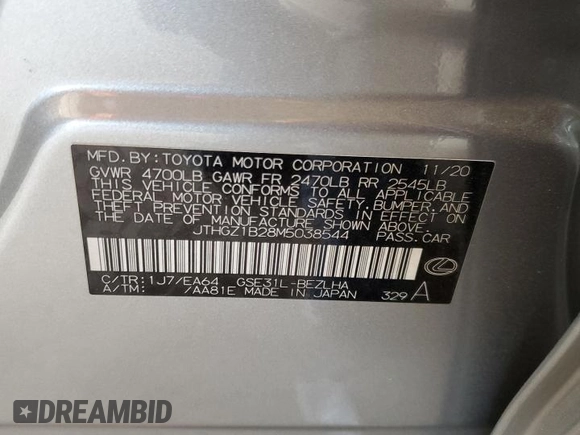 MFD. BY: TOYOTA MOTOR CORPORATION 11/20
GVWR 4700LB GAWR FR 2470LB RR 2545LB
THIS VEHICLE CONFORMS TO ALL APPLICABLE
FEDERAL MOTOR VEHICLE SAFETY, BUMPER, AND
THEFT PREVENTION STANDARDS IN EFFECT ON
THE DATE OF MANUFACTURE SHOWN ABOVE.
JTHGZ1B28M5038544 PASS. CAR
C/TR: 1J7/EA64 GSE31L-BEZLHA
A/TM: /AA81E MADE IN JAPAN 329 A
DREAMBID